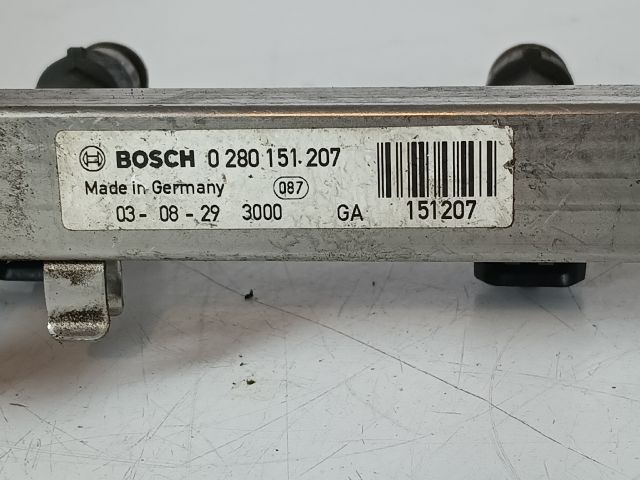 BOSCH 0 280 151 207
Made in Germany 087
03-08-29 3000 GA 151207